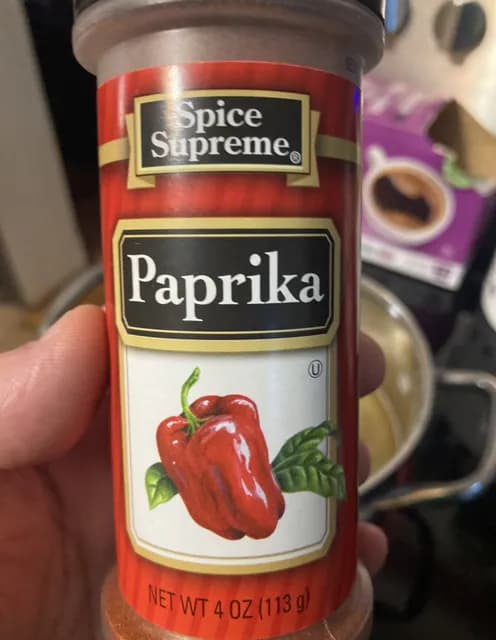 Spice
Supreme®
Paprika
Ⓤ
NET WT 4 OZ (113 g)